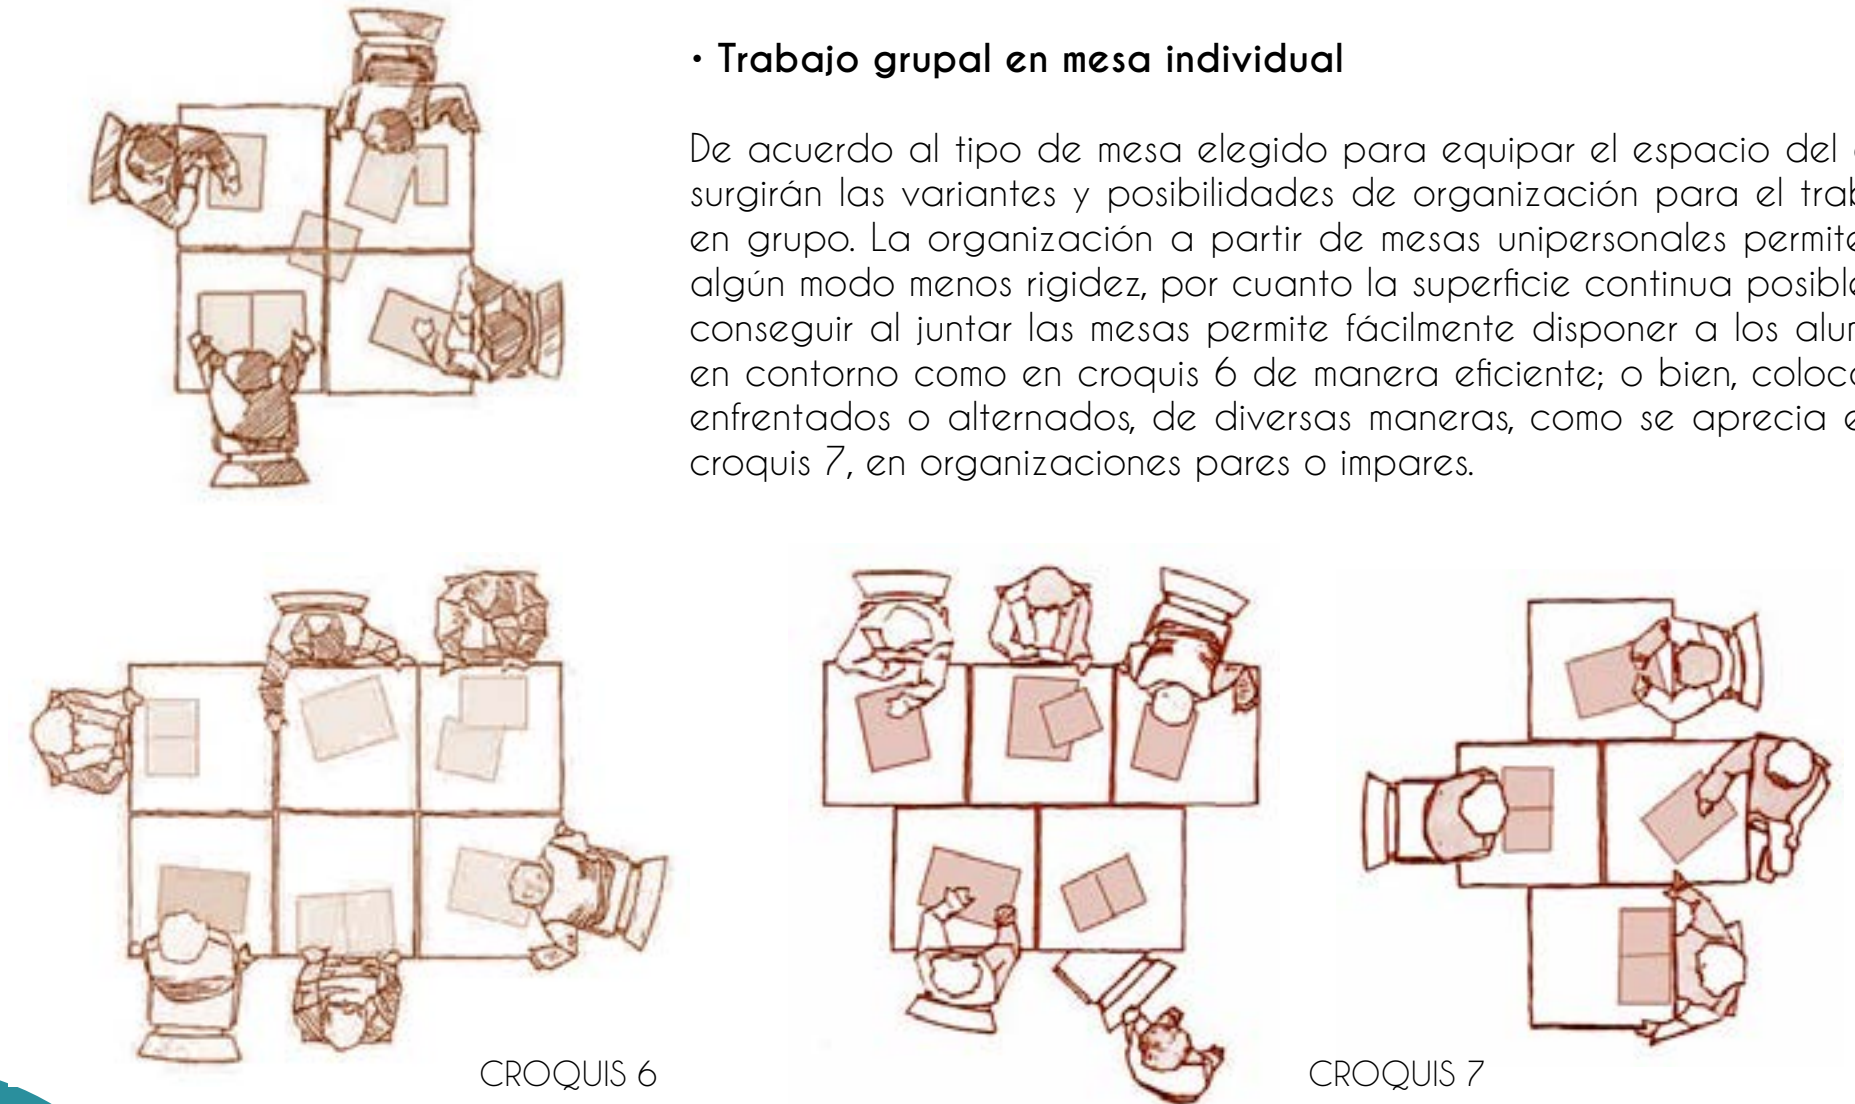 • Trabajo grupal en mesa individual
De acuerdo al tipo de mesa elegido para equipar el espacio del
surgirán las variantes y posibilidades de organización para el
en grupo. La organización a partir de mesas unipersonales permite
algún modo menos rigidez, por cuanto la superficie continua posible
conseguir al juntar las mesas permite fácilmente disponer a los
en contorno como en croquis 6 de manera eficiente; o bien,
enfrentados o alternados, de diversas maneras, como se aprecia
croquis 7, en organizaciones pares o impares.
CROQUIS 6
CROQUIS 7